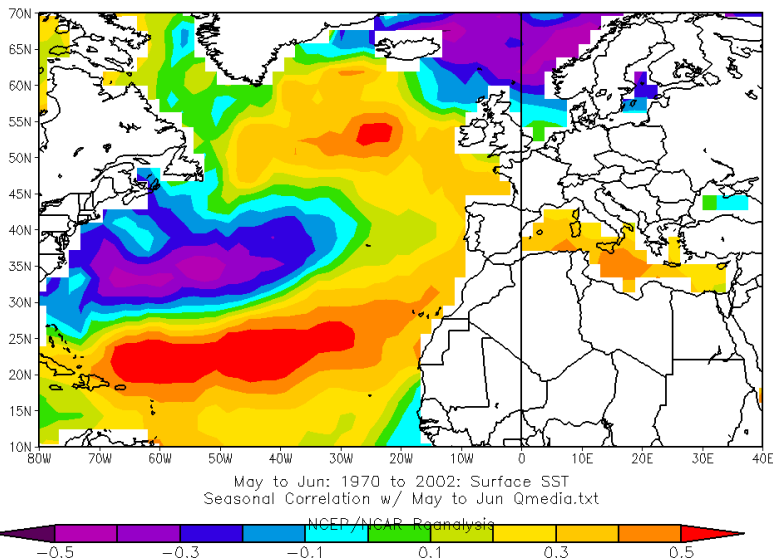 70N
65N
60N
55N
50N
45N
40N
35N
30N
25N
20N
15N
10N
80W 70W 60W 50W 40W 30W 20W 10W 0 10E 20E 30E 40E
May to Jun: 1970 to 2002: Surface SST
Seasonal Correlation w/ May to Jun Qmedia.txt
NCEP/NCAR Reanalysis
-0.5 -0.3 -0.1 0.1 0.3 0.5